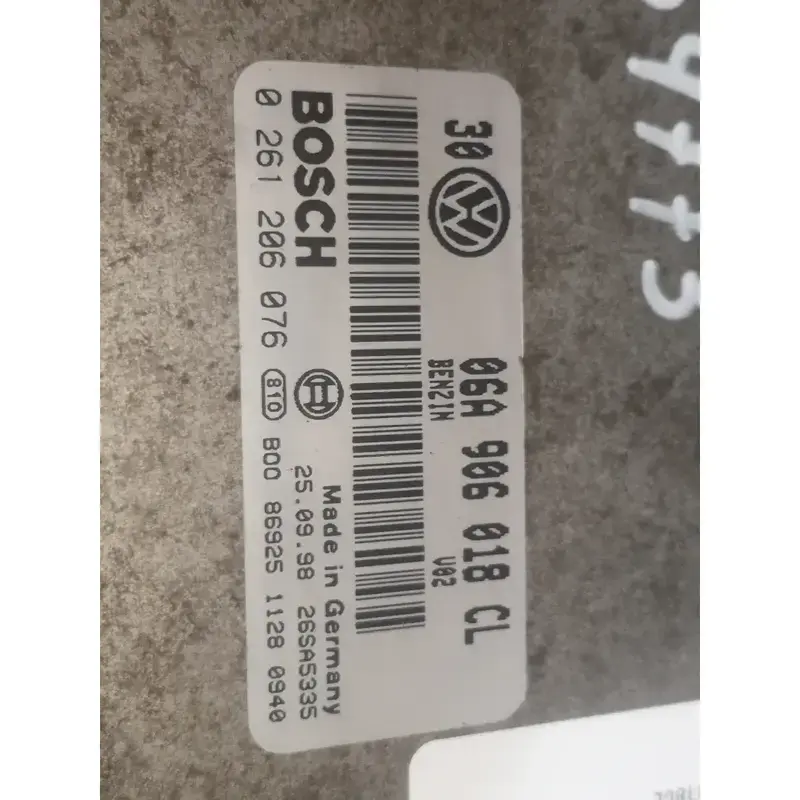 30 VW 06A 906 018 CL
BENZIN V02
BOSCH Made in Germany
25.09.98 26SA5335
0 261 206 076 810 B00 86925 1128 0940